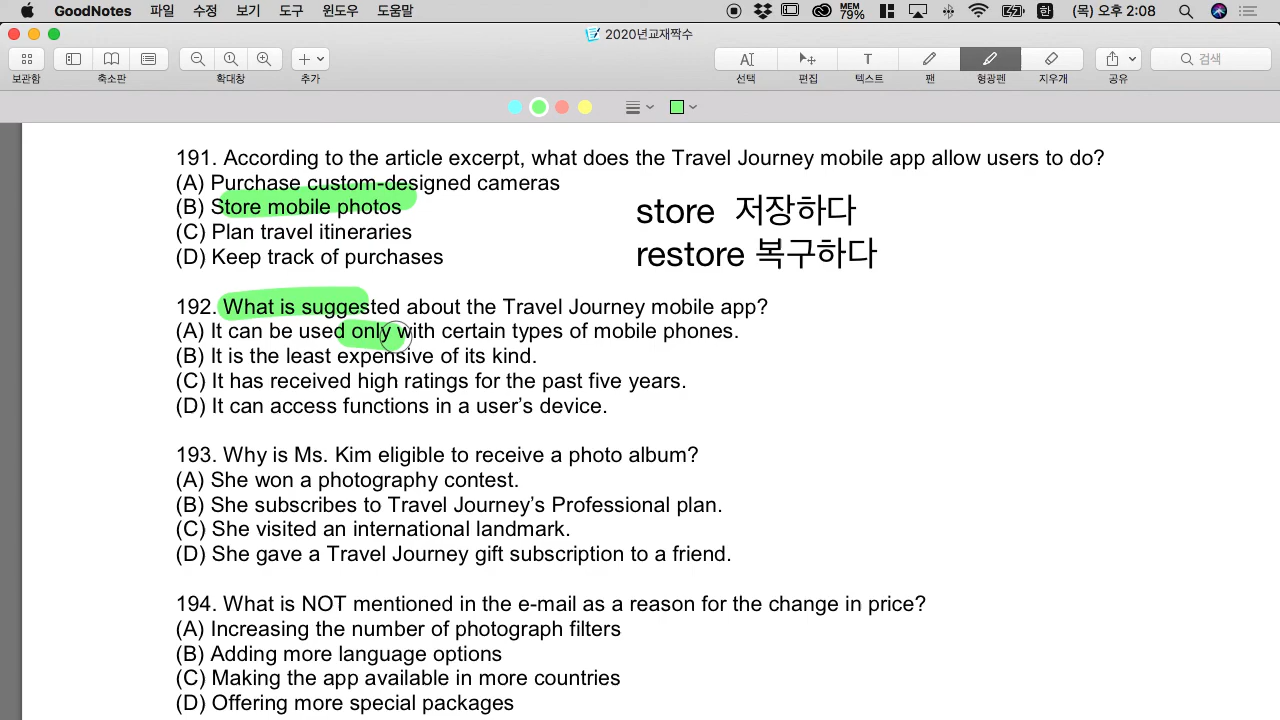 GoodNotes 파일 수정 보기 도구 윈도우 도움말 MEM 79% 한 (목) 오후 2:08
2020년교재짝수
AI T 검색
보관함 축소판 확대창 추가 선택 편집 텍스트 펜 형광펜 지우개 공유
191. According to the article excerpt, what does the Travel Journey mobile app allow users to do?
(A) Purchase custom-designed cameras
(B) Store mobile photos
store 저장하다
(C) Plan travel itineraries
restore 복구하다
(D) Keep track of purchases
192. What is suggested about the Travel Journey mobile app?
(A) It can be used only with certain types of mobile phones.
(B) It is the least expensive of its kind.
(C) It has received high ratings for the past five years.
(D) It can access functions in a user's device.
193. Why is Ms. Kim eligible to receive a photo album?
(A) She won a photography contest.
(B) She subscribes to Travel Journey's Professional plan.
(C) She visited an international landmark.
(D) She gave a Travel Journey gift subscription to a friend.
194. What is NOT mentioned in the e-mail as a reason for the change in price?
(A) Increasing the number of photograph filters
(B) Adding more language options
(C) Making the app available in more countries
(D) Offering more special packages